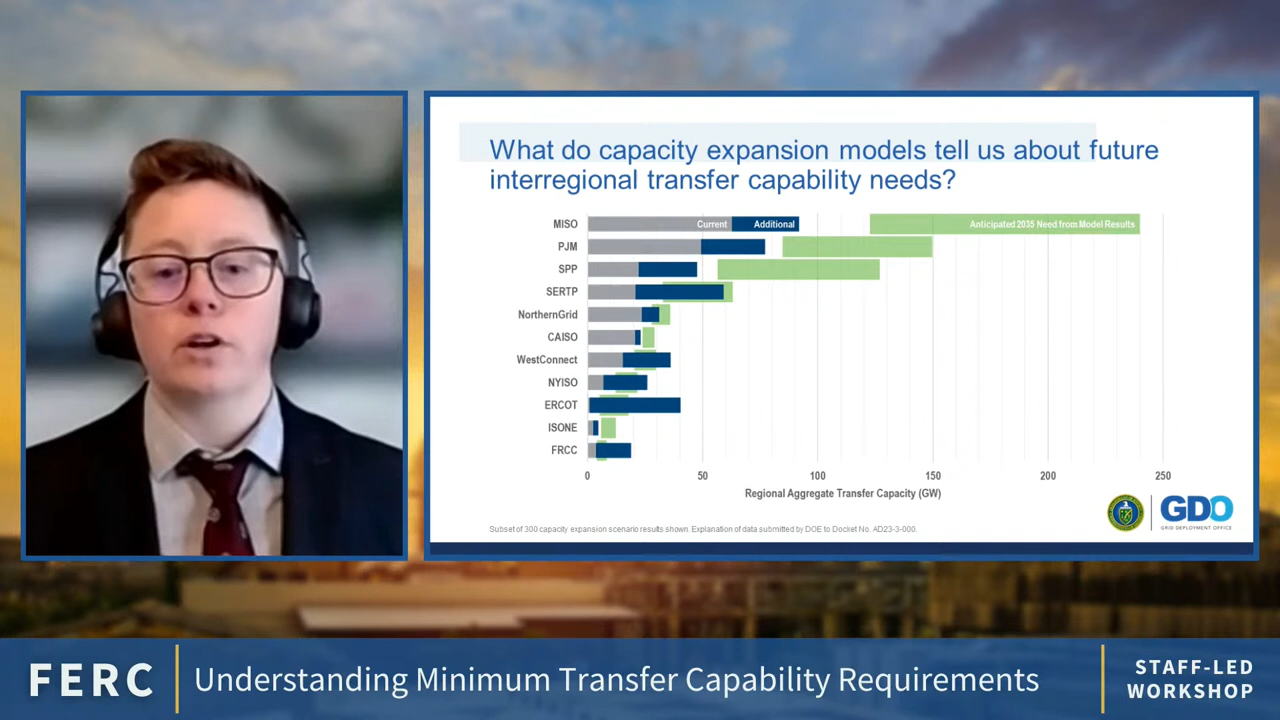 What do capacity expansion models tell us about future
interregional transfer capability needs?
MISO
Current
Additional
Anticipated 2035 Need from Model Results
PJM
SPP
SERTP
NorthernGrid
CAISO
WestConnect
NYISO
ERCOT
ISONE
FRCC
0 50 100 150 200 250
Regional Aggregate Transfer Capacity (GW)
Subset of 300 capacity expansion scenario results shown. Explanation of data submitted by DOE to Docket No. AD23-3-000.
GDO
GRID DEPLOYMENT OFFICE
FERC
Understanding Minimum Transfer Capability Requirements
STAFF-LED
WORKSHOP